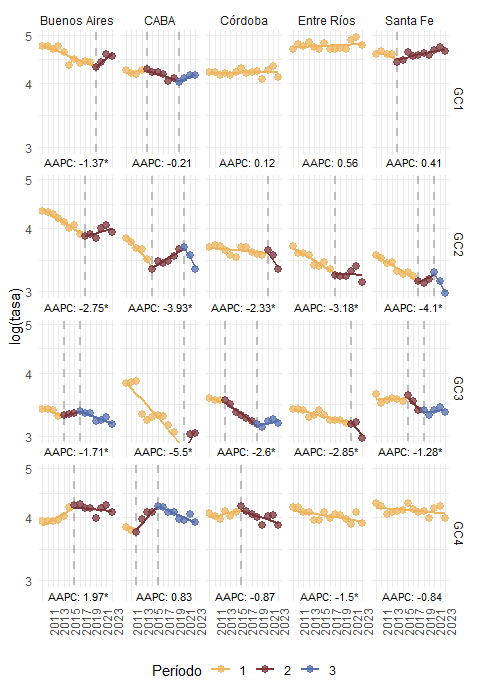 Buenos Aires CABA Córdoba Entre Ríos Santa Fe
5
4
3
GC1
AAPC: -1.37* AAPC: -0.21 AAPC: 0.12 AAPC: 0.56 AAPC: 0.41
5
4
3
GC2
AAPC: -2.75* AAPC: -3.93* AAPC: -2.33* AAPC: -3.18* AAPC: -4.1*
log(tasa)
5
4
3
GC3
AAPC: -1.71* AAPC: -5.5* AAPC: -2.6* AAPC: -2.85* AAPC: -1.28*
5
4
3
GC4
AAPC: 1.97* AAPC: 0.83 AAPC: -0.87 AAPC: -1.5* AAPC: -0.84
2011 2013 2015 2017 2019 2021 2023 2011 2013 2015 2017 2019 2021 2023 2011 2013 2015 2017 2019 2021 2023 2011 2013 2015 2017 2019 2021 2023 2011 2013 2015 2017 2019 2021 2023
Período 1 2 3